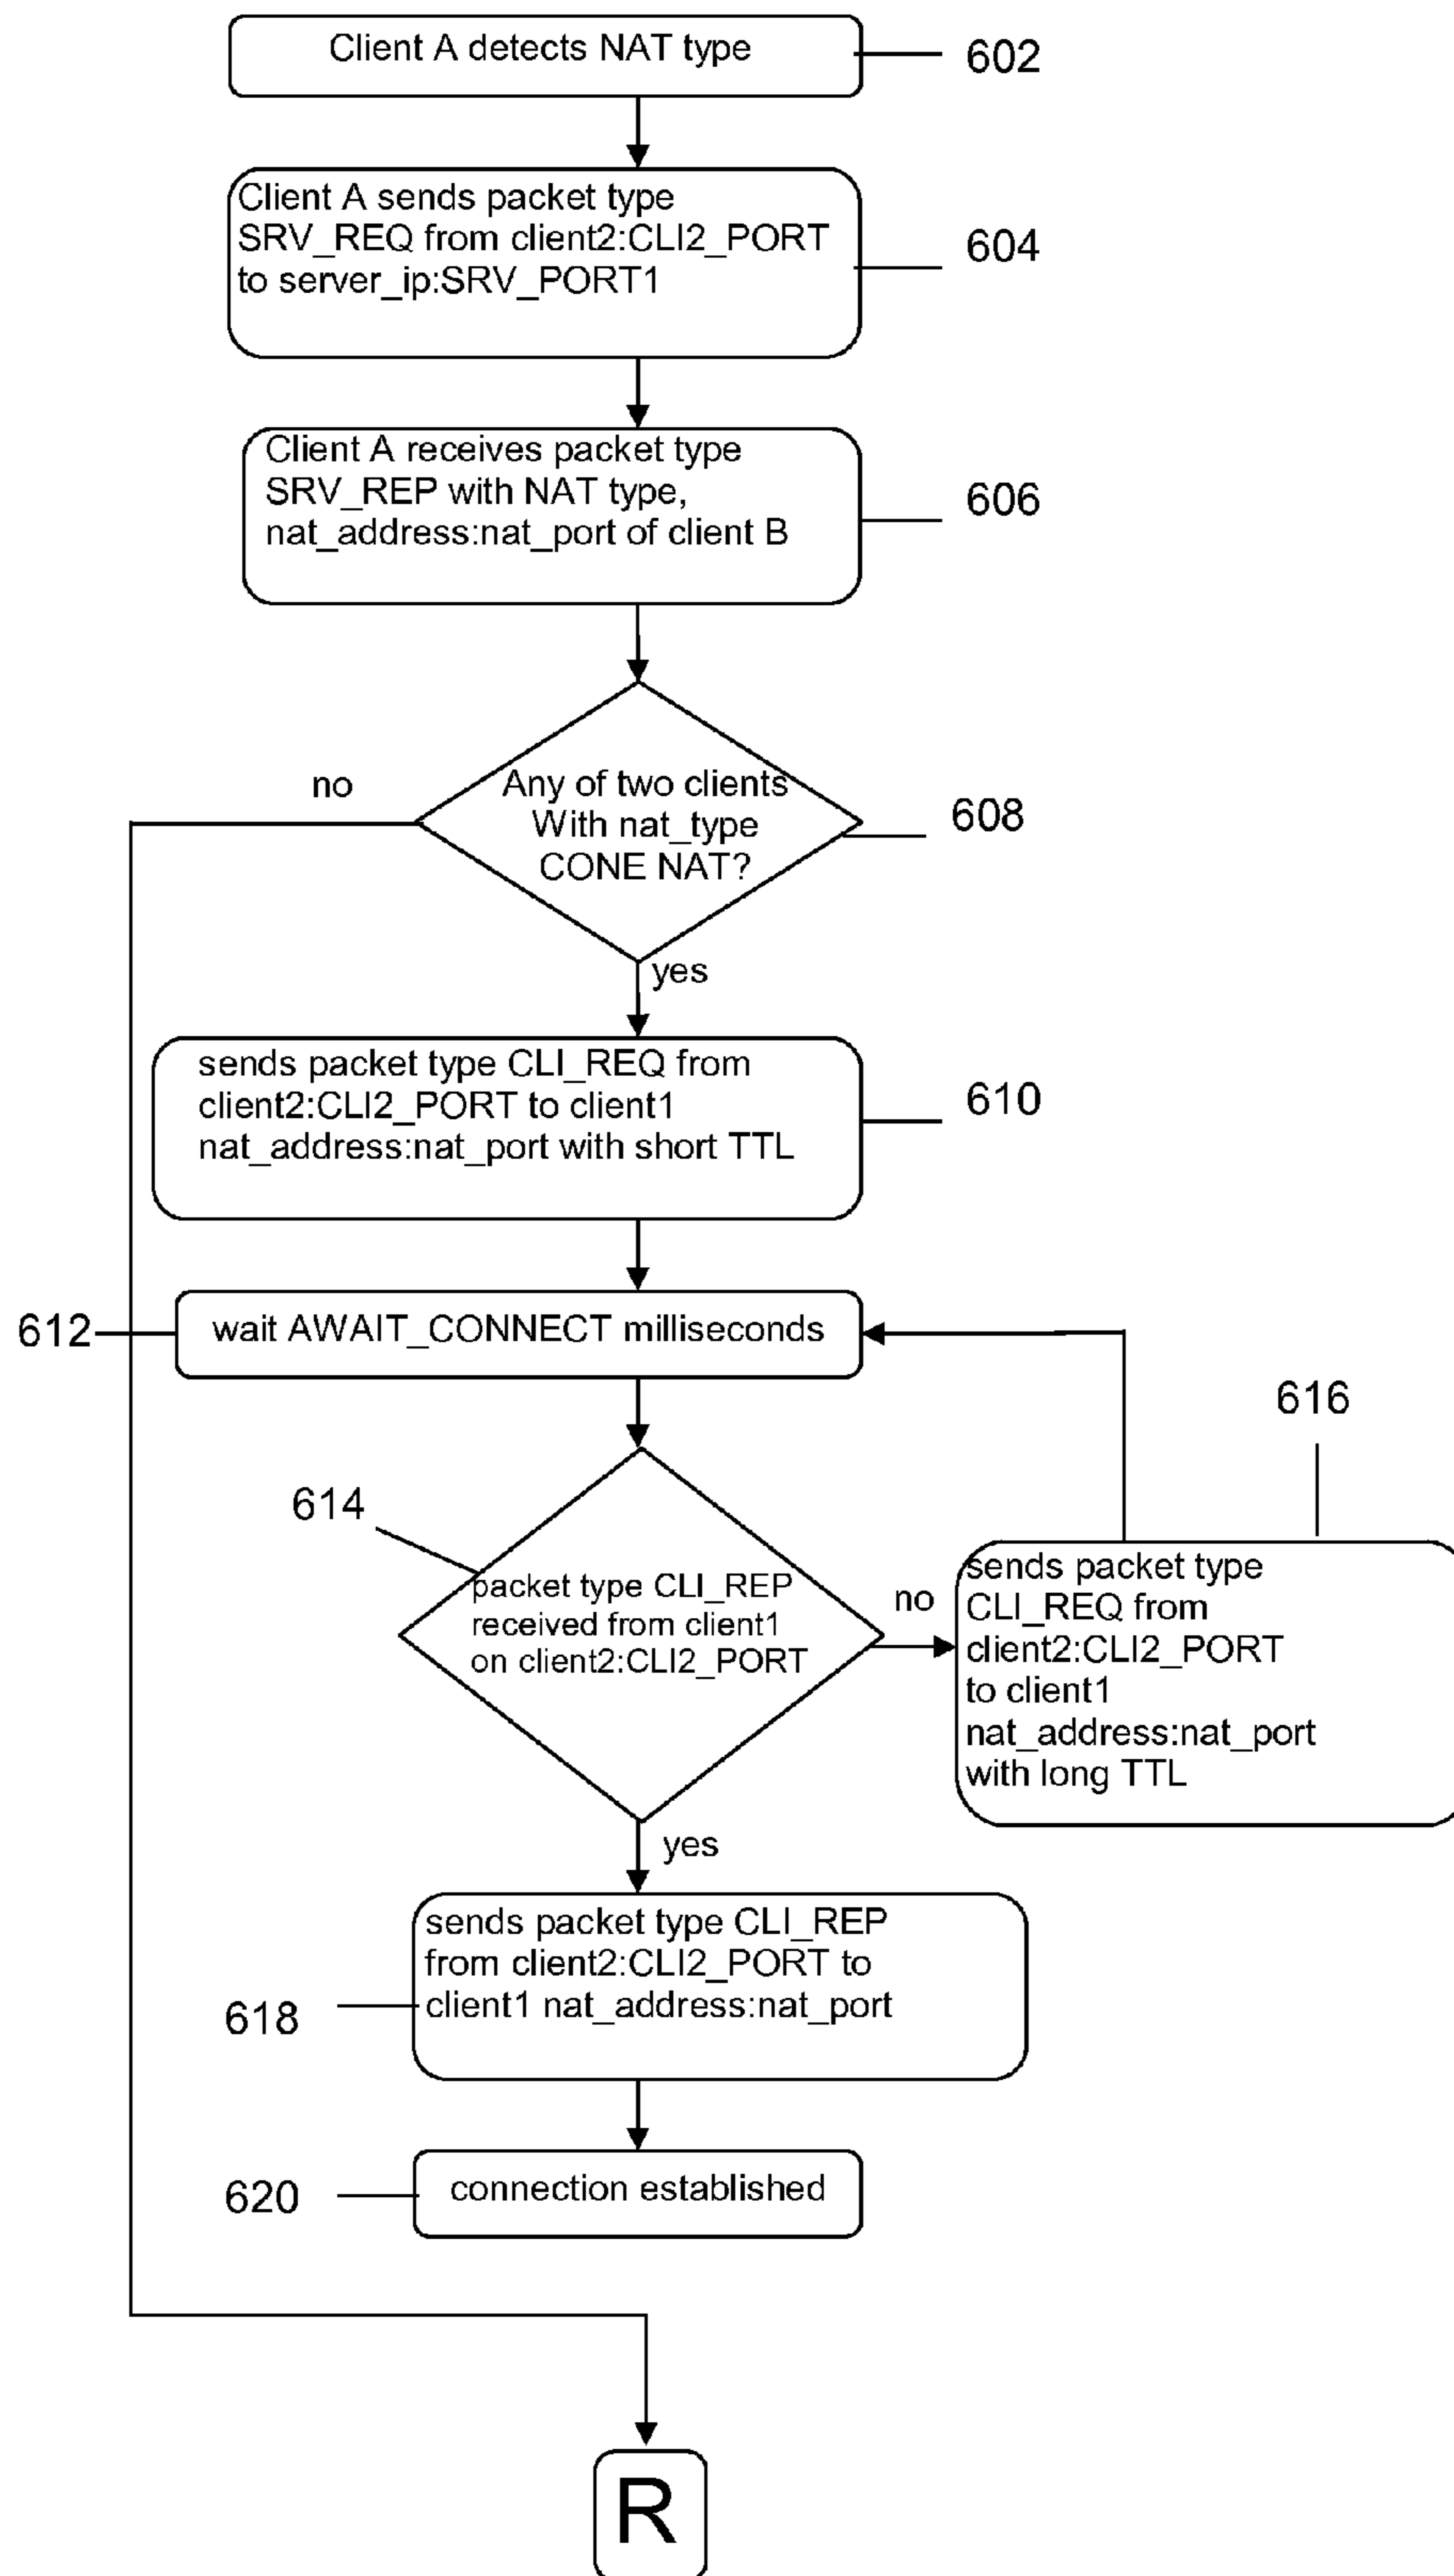 Client A detects NAT type
602
Client A sends packet type
SRV_REQ from client2:CLI2_PORT
to server_ip:SRV_PORT1
604
Client A receives packet type
SRV_REP with NAT type,
nat_address:nat_port of client B
606
no
Any of two clients
With nat_type
CONE NAT?
608
yes
sends packet type CLI_REQ from
client2:CLI2_PORT to client1
nat_address:nat_port with short TTL
610
612
wait AWAIT_CONNECT milliseconds
614
packet type CLI_REP
received from client1
on client2:CLI2_PORT
no
616
sends packet type
CLI_REQ from
client2:CLI2_PORT
to client1
nat_address:nat_port
with long TTL
yes
sends packet type CLI_REP
from client2:CLI2_PORT to
client1 nat_address:nat_port
618
connection established
620
R